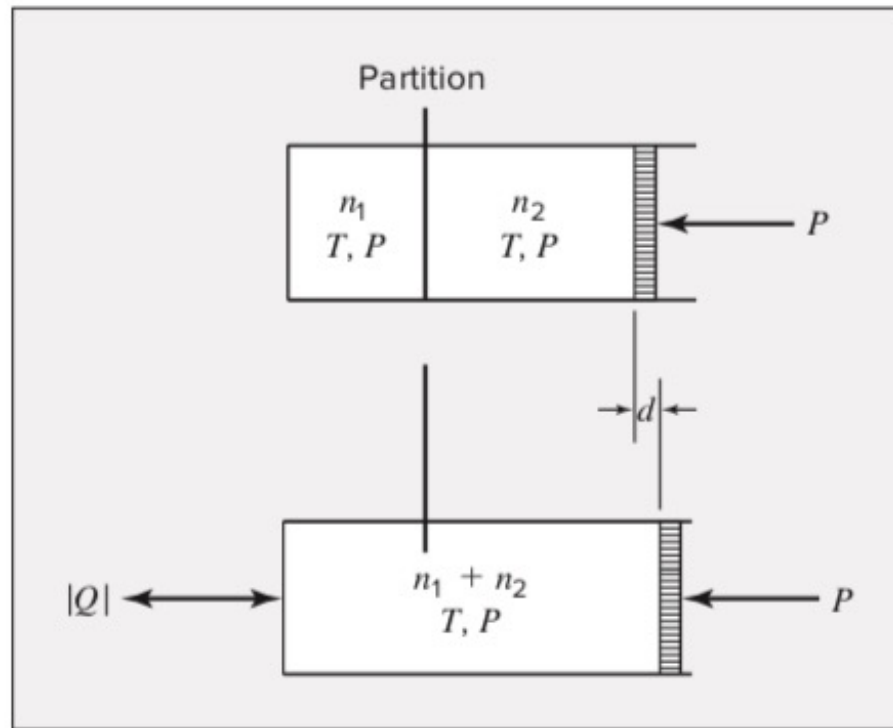 Partition
n₁ n₂
T, P T, P P
d
n₁ + n₂
|Q| P
T, P